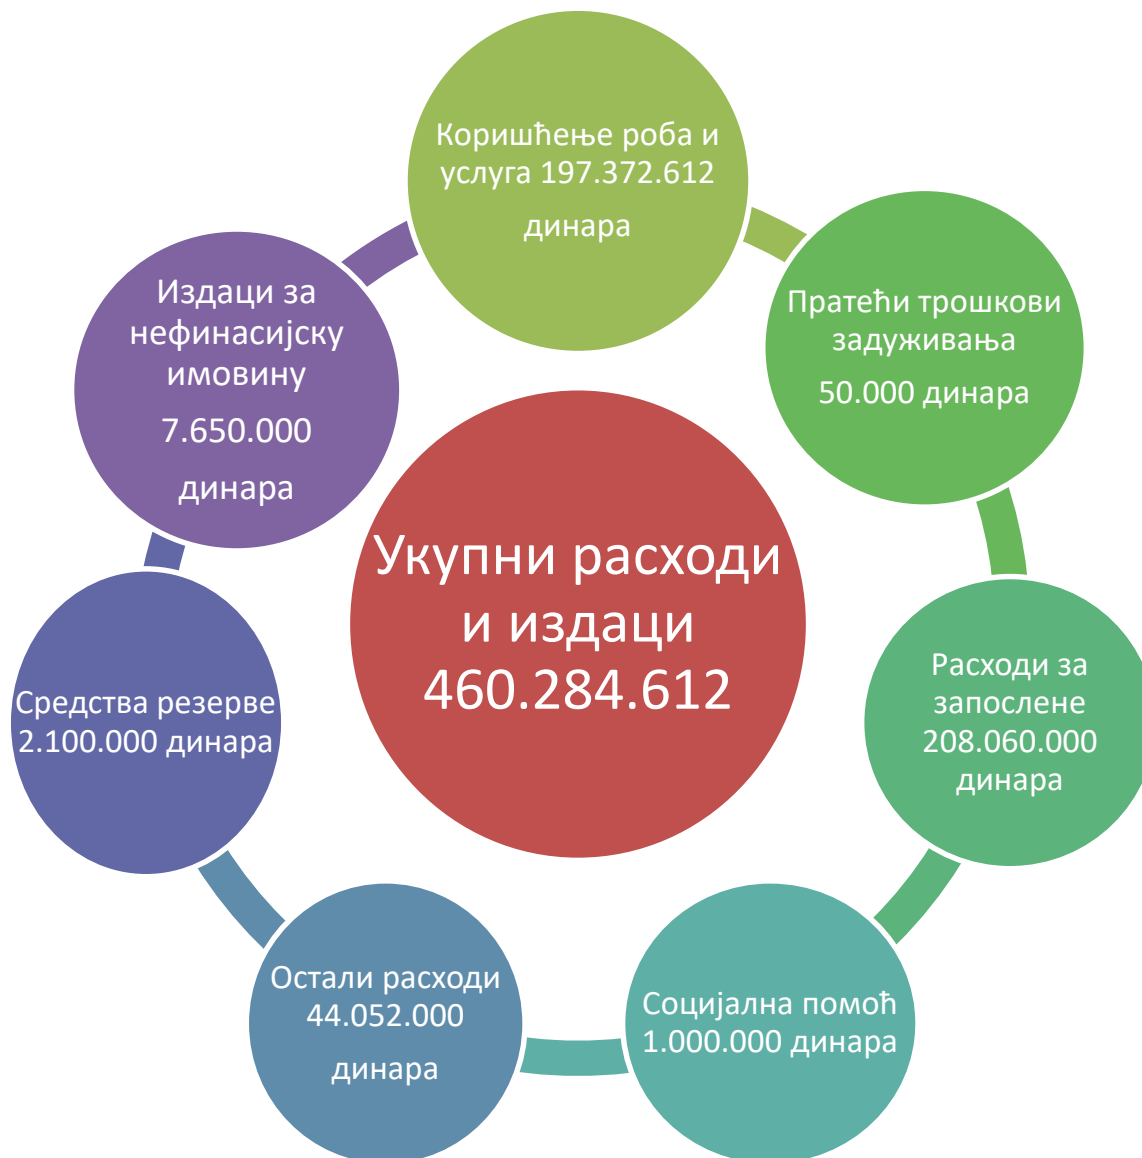 Коришћење роба и
услуга 197.372.612
динара
Пратећи трошкови
задуживања
50.000 динара
Расходи за
запослене
208.060.000
динара
Социјална помоћ
1.000.000 динара
Остали расходи
44.052.000
динара
Средства резерве
2.100.000 динара
Издаци за
нефинасијску
имовину
7.650.000
динара
Укупни расходи
и издаци
460.284.612